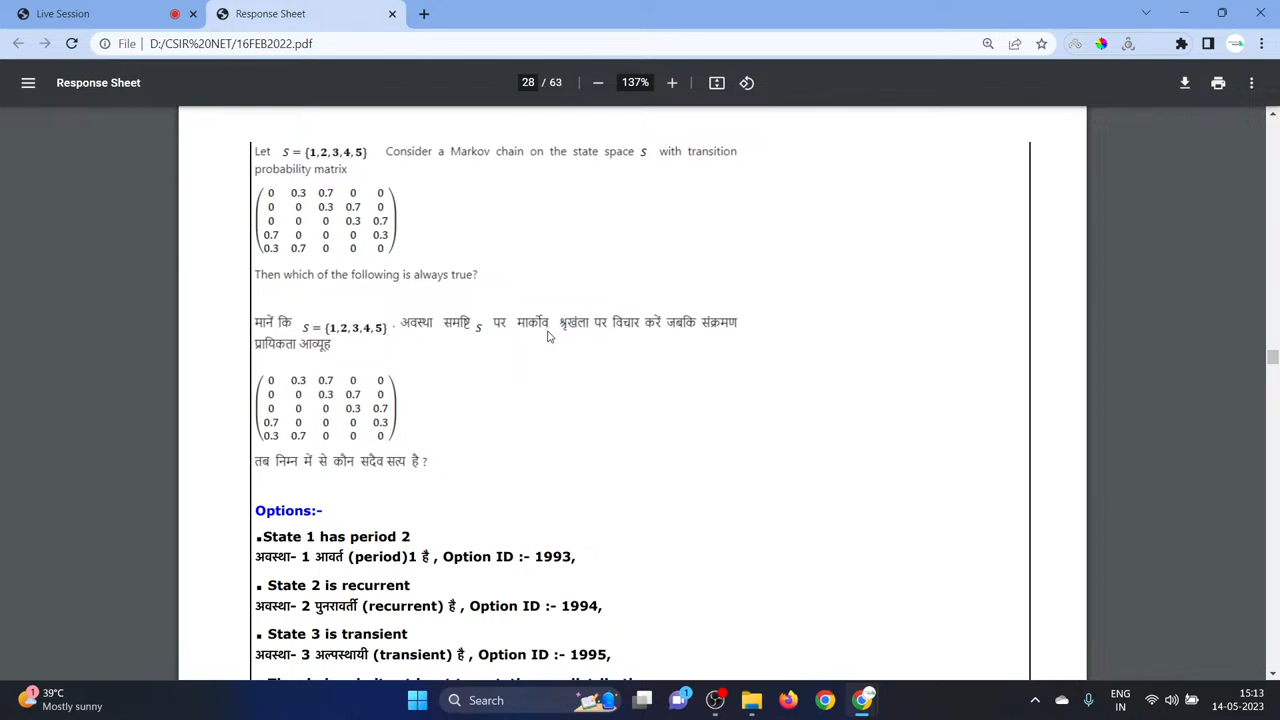 Live Session
Response Sheet
File D:/CSIR%20NET/16FEB2022.pdf
Response Sheet
28 / 63
137%
Let S = {1,2,3,4,5} Consider a Markov chain on the state space S with transition
probability matrix
0 0.3 0.7 0 0
0 0 0.3 0.7 0
0 0 0 0.3 0.7
0.7 0 0 0 0.3
0.3 0.7 0 0 0
Then which of the following is always true?
मानें कि S = {1,2,3,4,5} . अवस्था समष्टि S पर मार्कोव श्रृखंला पर विचार करें जबकि संक्रमण
प्रायिकता आव्यूह
0 0.3 0.7 0 0
0 0 0.3 0.7 0
0 0 0 0.3 0.7
0.7 0 0 0 0.3
0.3 0.7 0 0 0
तब निम्न में से कौन सदैव सत्य है ?
Options:-
▪State 1 has period 2
अवस्था- 1 आवर्त (period)1 है , Option ID :- 1993,
▪ State 2 is recurrent
अवस्था- 2 पुनरावर्ती (recurrent) है , Option ID :- 1994,
▪ State 3 is transient
अवस्था- 3 अल्पस्थायी (transient) है , Option ID :- 1995,
1
39°C
Mostly sunny
Search
1
ENG
IN
15:13
14-05-2023